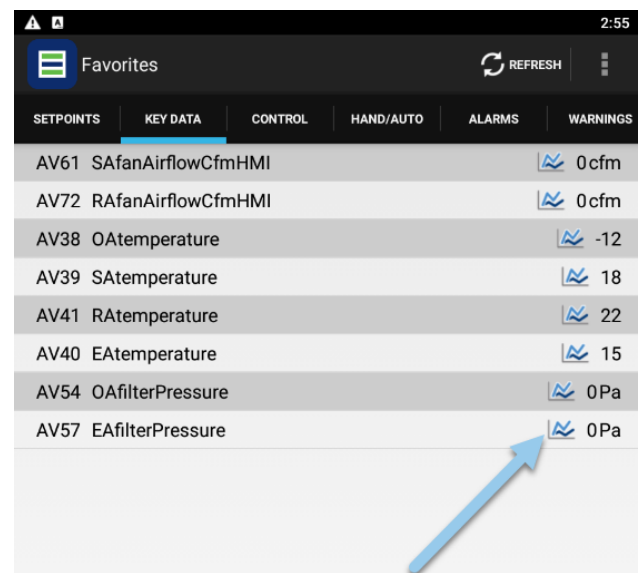 A 2:55
Favorites REFRESH
SETPOINTS KEY DATA CONTROL HAND/AUTO ALARMS WARNINGS
AV61 SAfanAirflowCfmHMI 0cfm
AV72 RAfanAirflowCfmHMI 0cfm
AV38 OAtemperature -12
AV39 SAtemperature 18
AV41 RAtemperature 22
AV40 EAtemperature 15
AV54 OAfilterPressure 0Pa
AV57 EAfilterPressure 0Pa